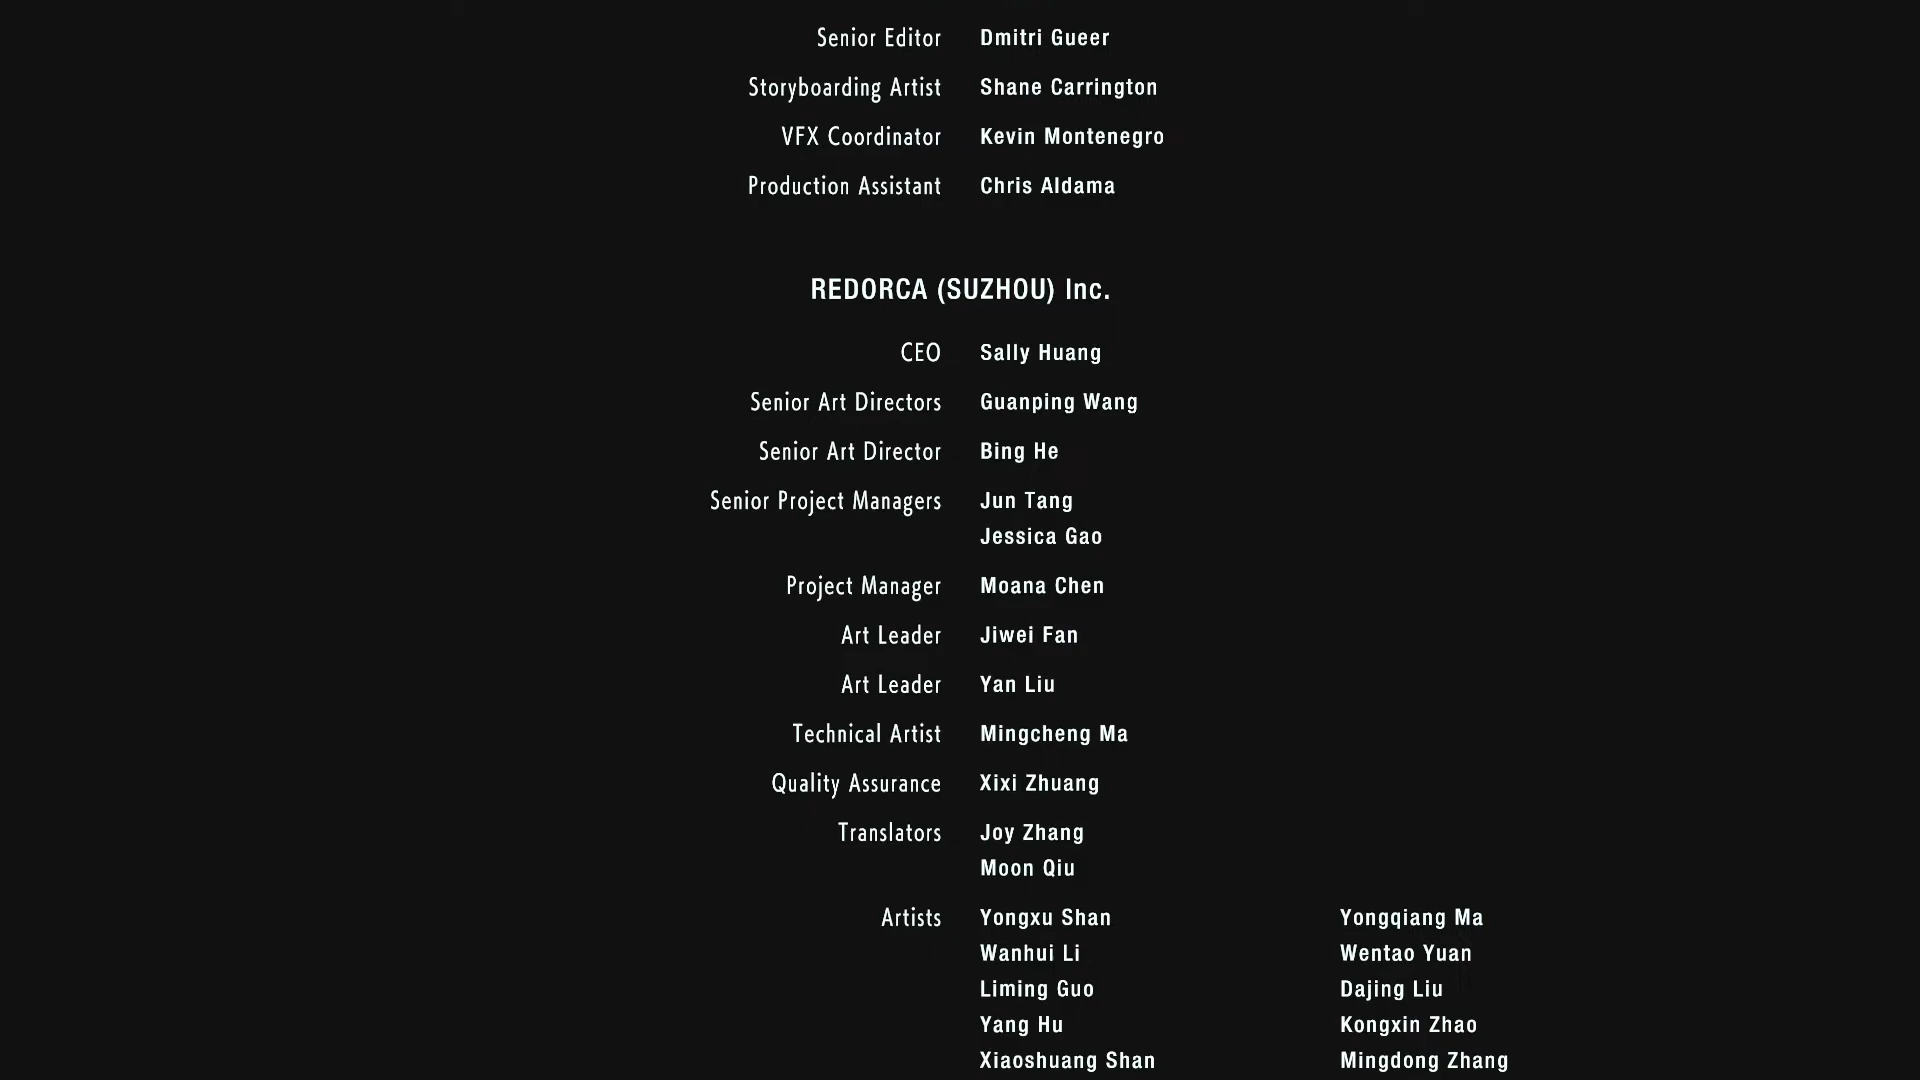 Senior Editor Dmitri Gueer
Storyboarding Artist Shane Carrington
VFX Coordinator Kevin Montenegro
Production Assistant Chris Aldama
REDORCA (SUZHOU) Inc.
CEO Sally Huang
Senior Art Directors Guanping Wang
Senior Art Director Bing He
Senior Project Managers Jun Tang
Jessica Gao
Project Manager Moana Chen
Art Leader Jiwei Fan
Art Leader Yan Liu
Technical Artist Mingcheng Ma
Quality Assurance Xixi Zhuang
Translators Joy Zhang
Moon Qiu
Artists Yongxu Shan Yongqiang Ma
Wanhui Li Wentao Yuan
Liming Guo Dajing Liu
Yang Hu Kongxin Zhao
Xiaoshuang Shan Mingdong Zhang